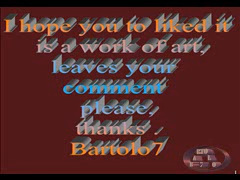 I hope you to liked it
is a work of art,
leaves your
comment
please,
thanks .
Bartolo7